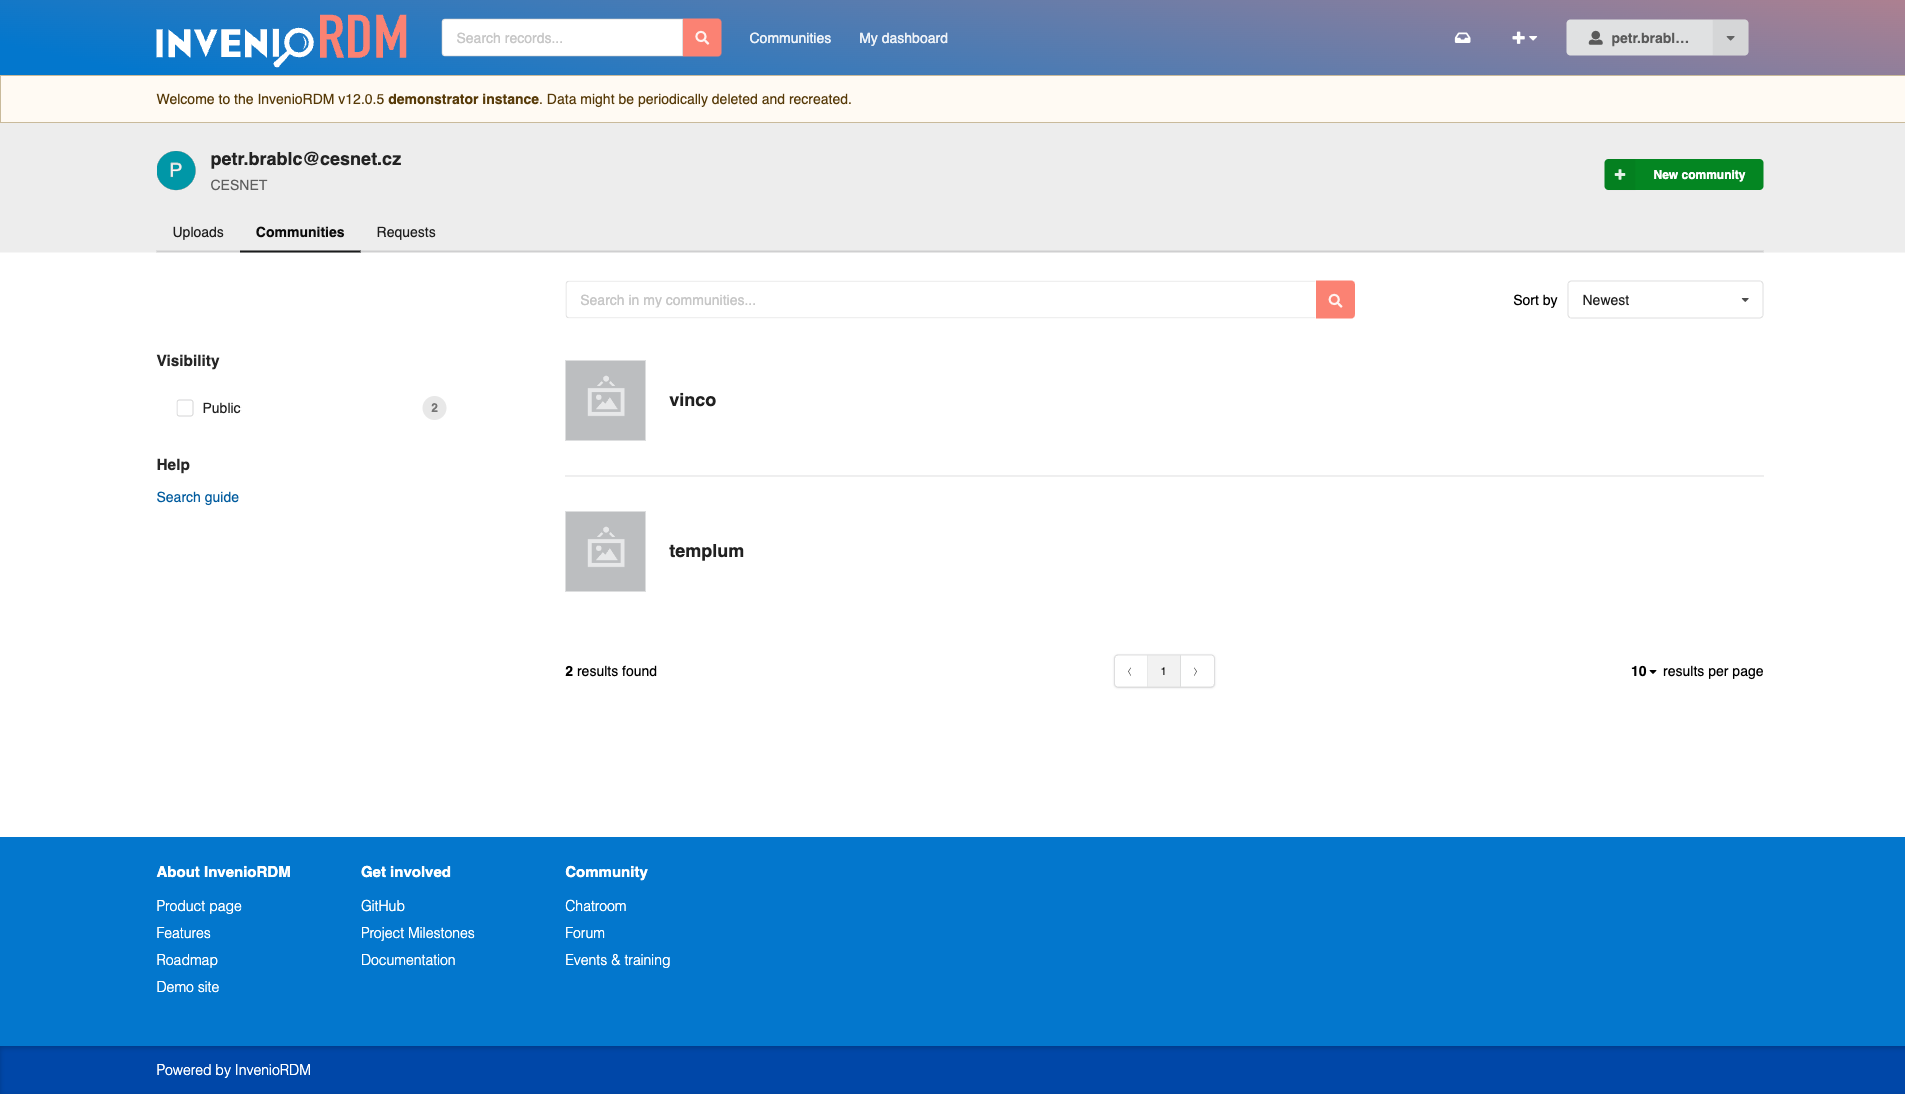 INVENIORDM
Search records...
Communities
My dashboard
petr.brabl...
Welcome to the InvenioRDM v12.0.5 demonstrator instance. Data might be periodically deleted and recreated.
P
petr.brablc@cesnet.cz
CESNET
New community
Uploads
Communities
Requests
Search in my communities...
Sort by
Newest
Visibility
Public
2
Help
Search guide
vinco
templum
2 results found
1
10 results per page
About InvenioRDM
Product page
Features
Roadmap
Demo site
Get involved
GitHub
Project Milestones
Documentation
Community
Chatroom
Forum
Events & training
Powered by InvenioRDM